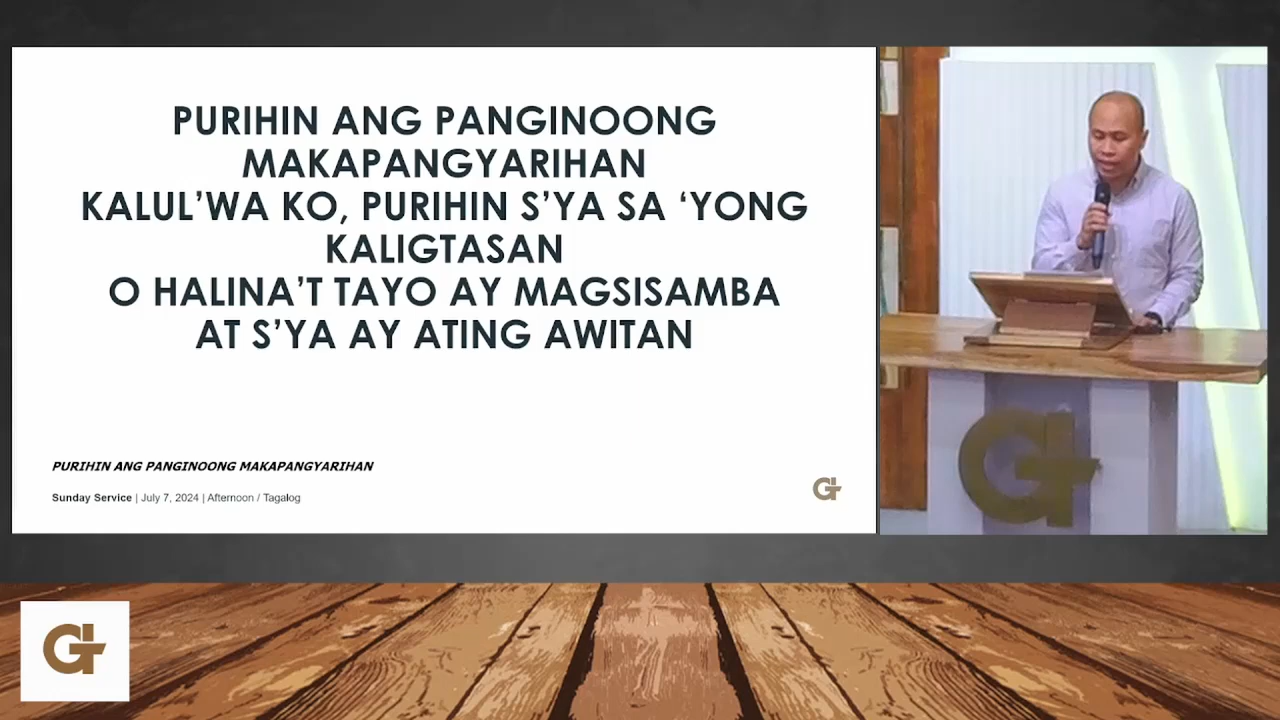 PURIHIN ANG PANGINOONG
MAKAPANGYARIHAN
KALUL’WA KO, PURIHIN S’YA SA ‘YONG
KALIGTASAN
O HALINA’T TAYO AY MAGSISAMBA
AT S’YA AY ATING AWITAN
PURIHIN ANG PANGINOONG MAKAPANGYARIHAN
Sunday Service | July 7, 2024 | Afternoon / Tagalog